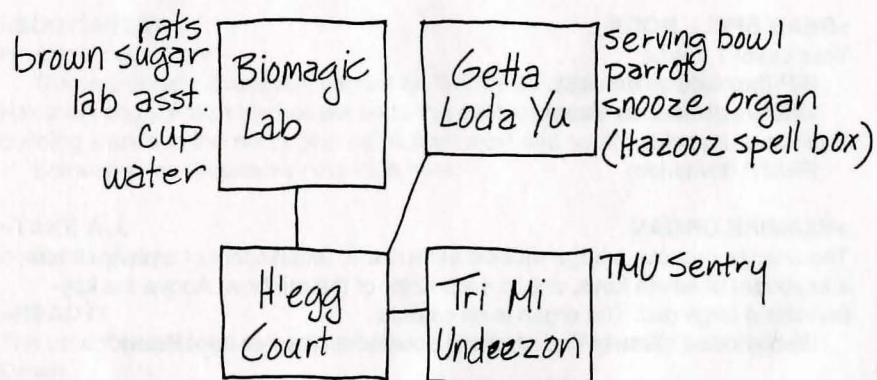 oats
brown sugar
lab asst
cup
water
Biomagic
Lab
Getta
Loda Yu
serving bowl
parrot
snooze organ
(Hazooz spell box)
H'egg
Court
Tri Mi
Undeezon
TMU Sentry